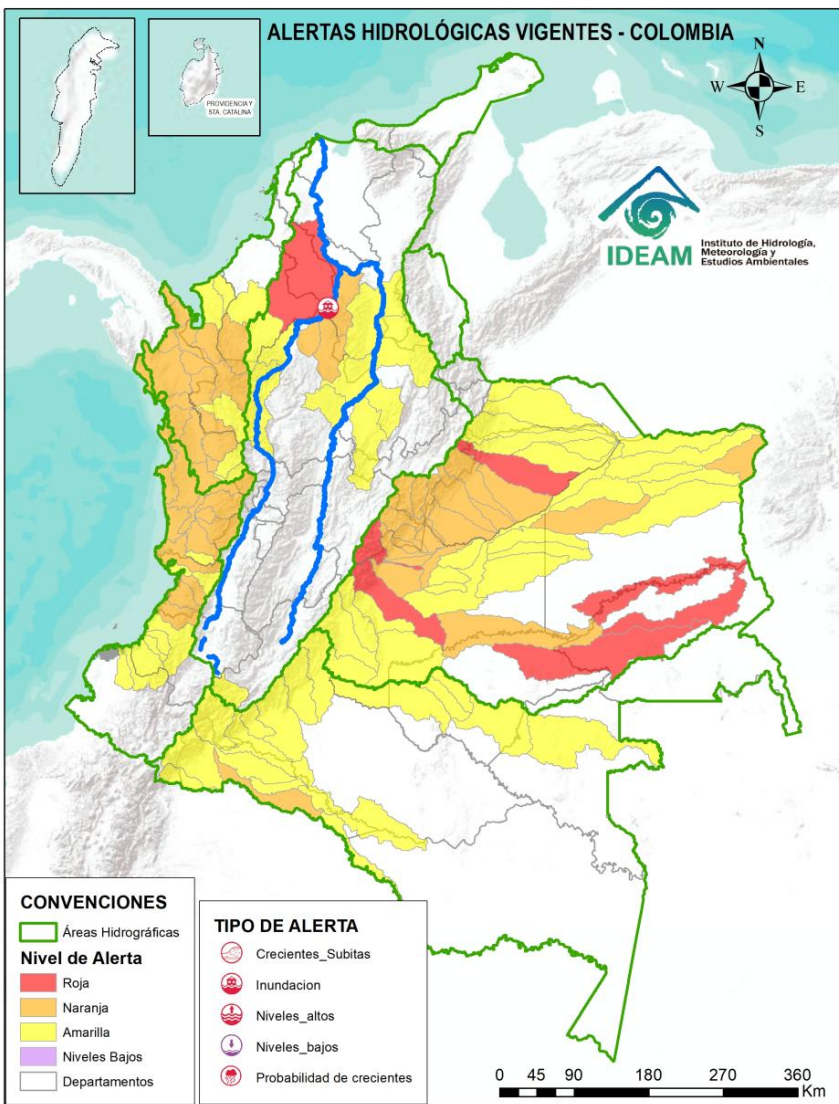 ALERTAS HIDROLÓGICAS VIGENTES - COLOMBIA
PROVIDENCIA Y
STA. CATALINA
N
W
E
S
IDEAM
Instituto de Hidrología,
Meteorología y
Estudios Ambientales
CONVENCIONES
Áreas Hidrográficas
Nivel de Alerta
Roja
Naranja
Amarilla
Niveles Bajos
Departamentos
TIPO DE ALERTA
Crecientes_Subitas
Inundacion
Niveles_altos
Niveles_bajos
Probabilidad de crecientes
0 45 90 180 270 360
Km